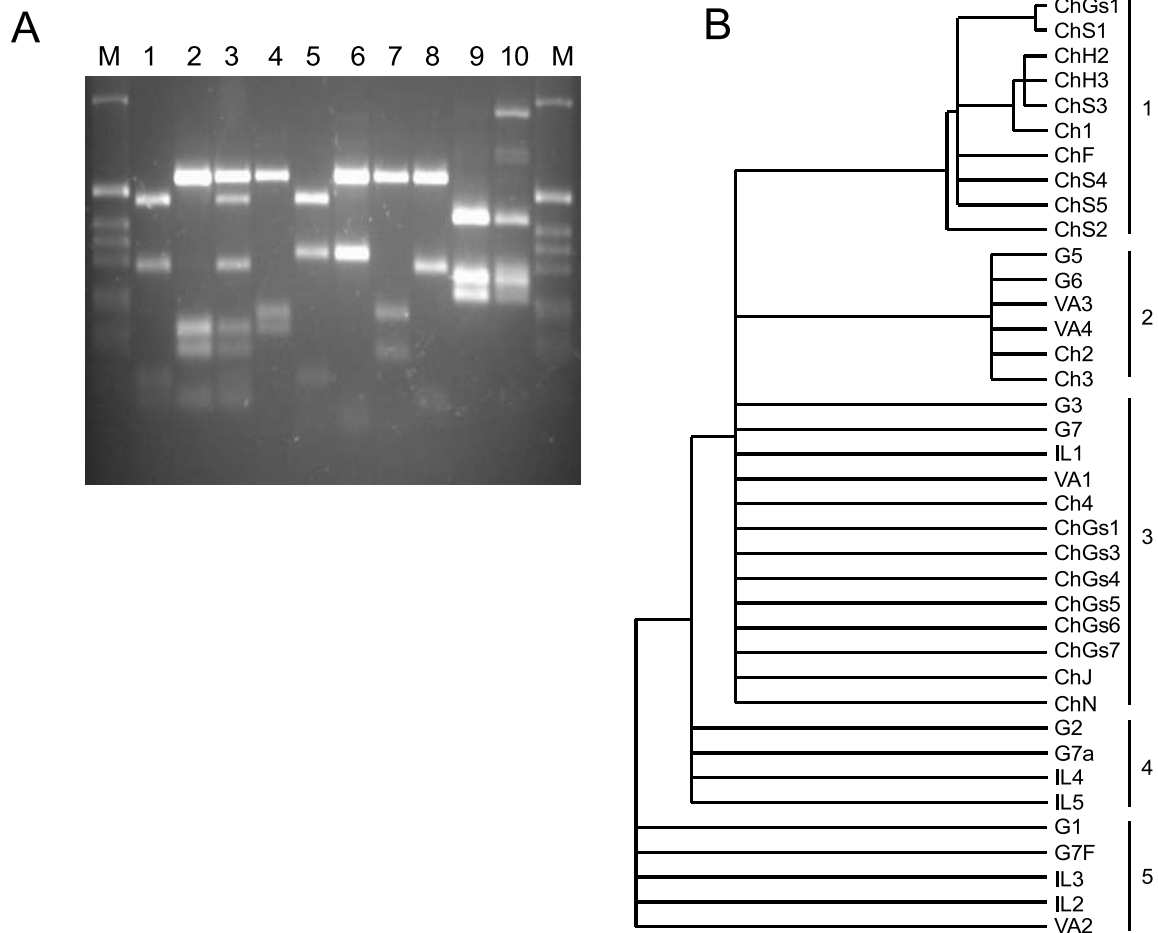 A
B
M 1 2 3 4 5 6 7 8 9 10 M
ChGs1
ChS1
ChH2
ChH3
ChS3
Ch1
ChF
ChS4
ChS5
ChS2
1
G5
G6
VA3
VA4
Ch2
Ch3
2
G3
G7
IL1
VA1
Ch4
ChGs1
ChGs3
ChGs4
ChGs5
ChGs6
ChGs7
ChJ
ChN
3
G2
G7a
IL4
IL5
4
G1
G7F
IL3
IL2
VA2
5